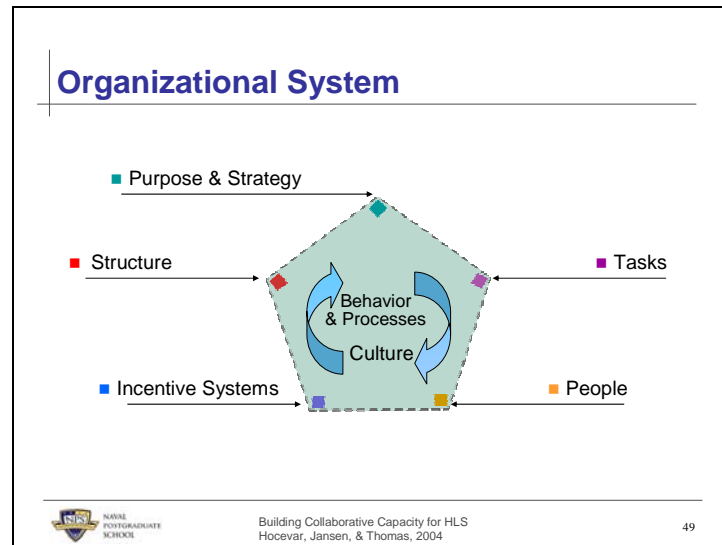 Organizational System
Purpose & Strategy
Structure
Tasks
Behavior
& Processes
Culture
Incentive Systems
People
NPS
NAVAL
POSTGRADUATE
SCHOOL
Building Collaborative Capacity for HLS
Hocevar, Jansen, & Thomas, 2004
49